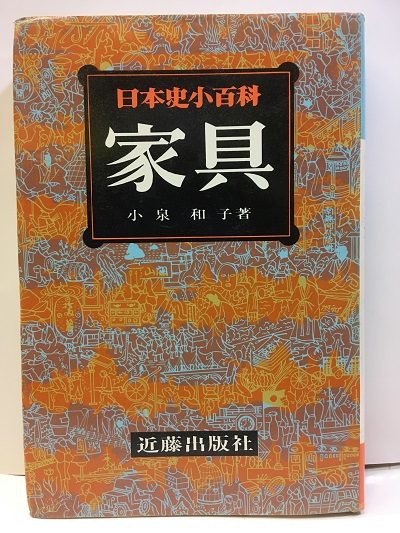 日本史小百科
家具
小泉和子著
近藤出版社